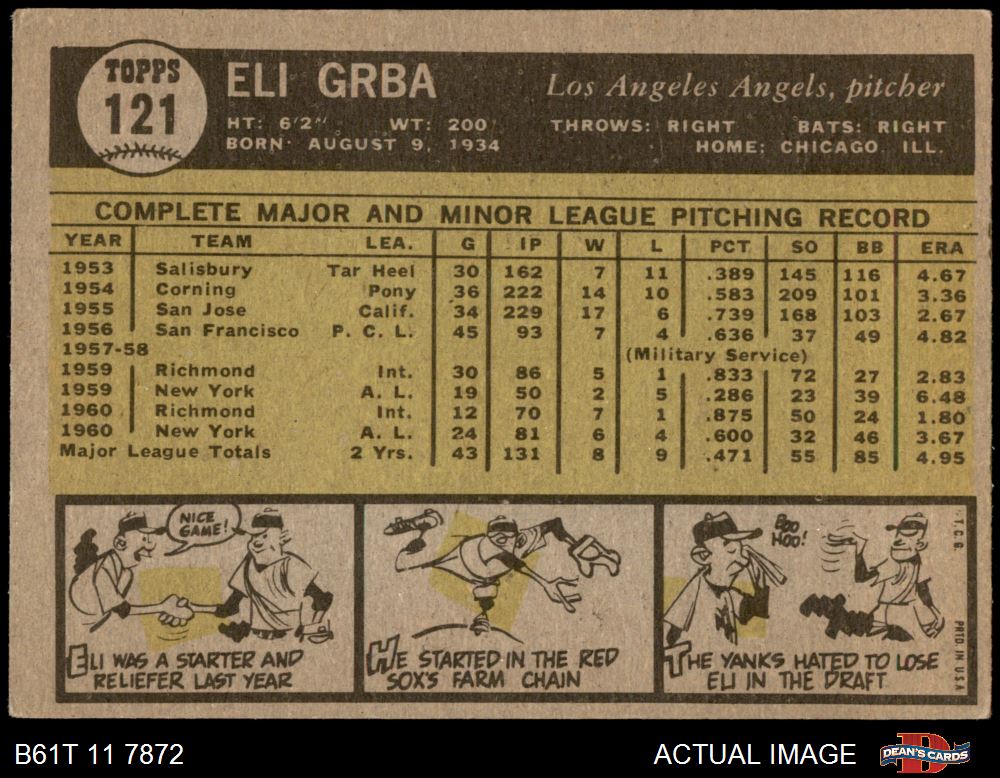 TOPPS
121
ELI GRBA
Los Angeles Angels, pitcher
HT: 6'2" WT: 200 THROWS: RIGHT BATS: RIGHT
BORN: AUGUST 9, 1934 HOME: CHICAGO. ILL.
COMPLETE MAJOR AND MINOR LEAGUE PITCHING RECORD
YEAR TEAM LEA. G IP W L PCT SO BB ERA
1953 Salisbury Tar Heel 30 162 7 11 .389 145 116 4.67
1954 Corning Pony 36 222 14 10 .583 209 101 3.36
1955 San Jose Calif. 34 229 17 6 .739 168 103 2.67
1956 San Francisco P. C. L. 45 93 7 4 .636 37 49 4.82
1957-58 (Military Service)
1959 Richmond Int. 30 86 5 1 .833 72 27 2.83
1959 New York A. L. 19 50 2 5 .286 23 39 6.48
1960 Richmond Int. 12 70 7 1 .875 50 24 1.80
1960 New York A. L. 24 81 6 4 .600 32 46 3.67
Major League Totals 2 Yrs. 43 131 8 9 .471 55 85 4.95
NICE
GAME!
ELI WAS A STARTER AND
RELIEFER LAST YEAR
HE STARTED IN THE RED
SOX'S FARM CHAIN
BOO
HOO!
THE YANKS HATED TO LOSE
ELI IN THE DRAFT
T.C.G. PRTD IN USA
B61T 11 7872
ACTUAL IMAGE
DEAN'S CARDS